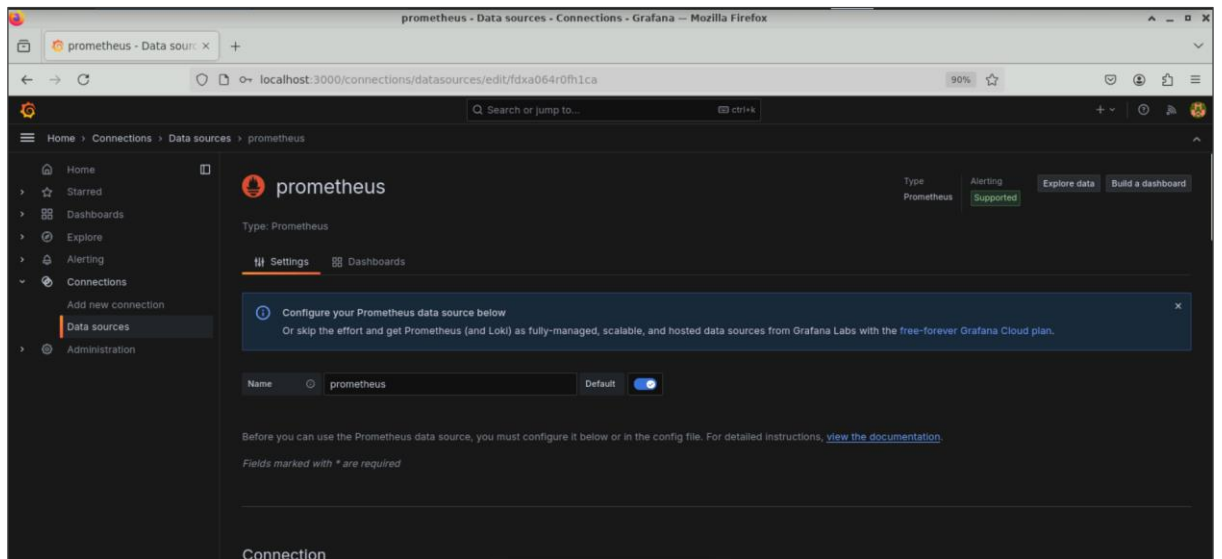 prometheus - Data sources - Connections - Grafana — Mozilla Firefox
prometheus - Data sourc
localhost:3000/connections/datasources/edit/fdxa064r0fh1ca
90%
Search or jump to...
ctrl+k
Home › Connections › Data sources › prometheus
Home
Starred
Dashboards
Explore
Alerting
Connections
Add new connection
Data sources
Administration
prometheus
Type: Prometheus
Type
Prometheus
Alerting
Supported
Explore data
Build a dashboard
Settings
Dashboards
Configure your Prometheus data source below
Or skip the effort and get Prometheus (and Loki) as fully-managed, scalable, and hosted data sources from Grafana Labs with the free-forever Grafana Cloud plan.
Name
prometheus
Default
Before you can use the Prometheus data source, you must configure it below or in the config file. For detailed instructions, view the documentation.
Fields marked with * are required
Connection